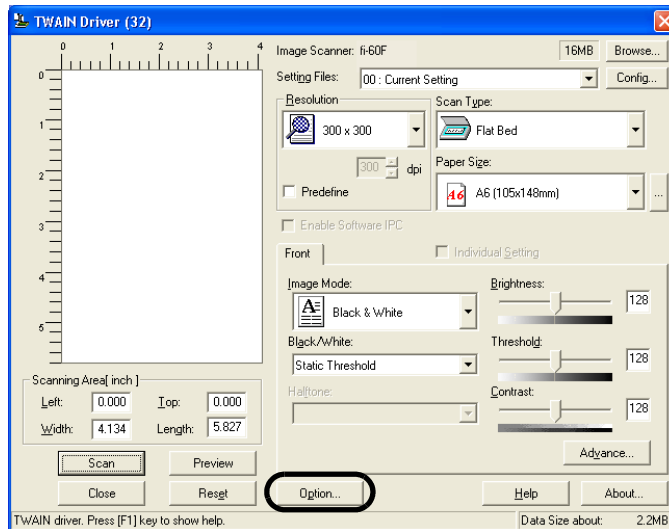 TWAIN Driver (32)
0 1 2 3 4
0
1
2
3
4
5
Image Scanner: fi-60F 16MB Browse...
Setting Files: 00 : Current Setting Config...
Resolution
300 x 300
300 dpi
Predefine
Scan Type:
Flat Bed
Paper Size:
A6 A6 (105x148mm) ...
Enable Software IPC
Front
Individual Setting
Image Mode:
Black & White
Black/White:
Static Threshold
Halftone:
Brightness:
128
Threshold:
128
Contrast:
128
Advance...
Scanning Area[ inch ]
Left: 0.000 Top: 0.000
Width: 4.134 Length: 5.827
Scan Preview
Close Reset Option... Help About...
TWAIN driver. Press [F1] key to show help. Data Size about: 2.2MB